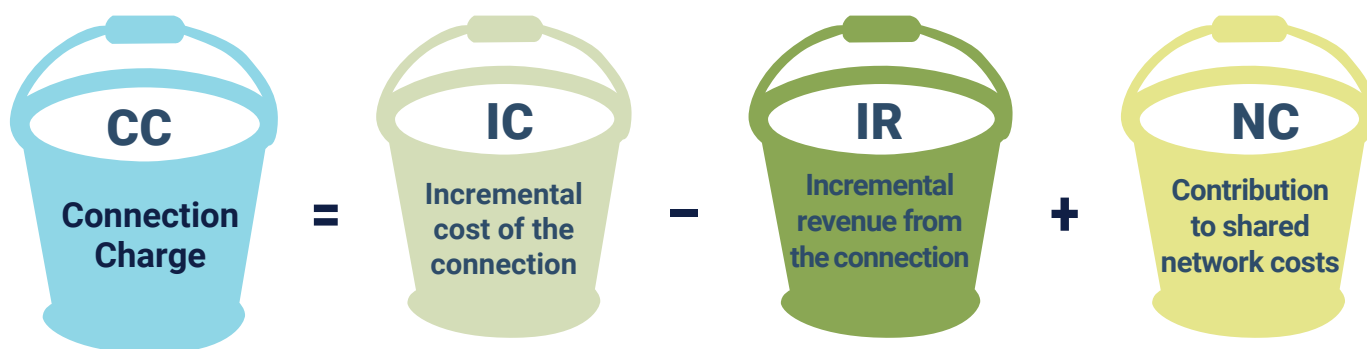 CC
Connection
Charge
=
IC
Incremental
cost of the
connection
–
IR
Incremental
revenue from
the connection
+
NC
Contribution
to shared
network costs